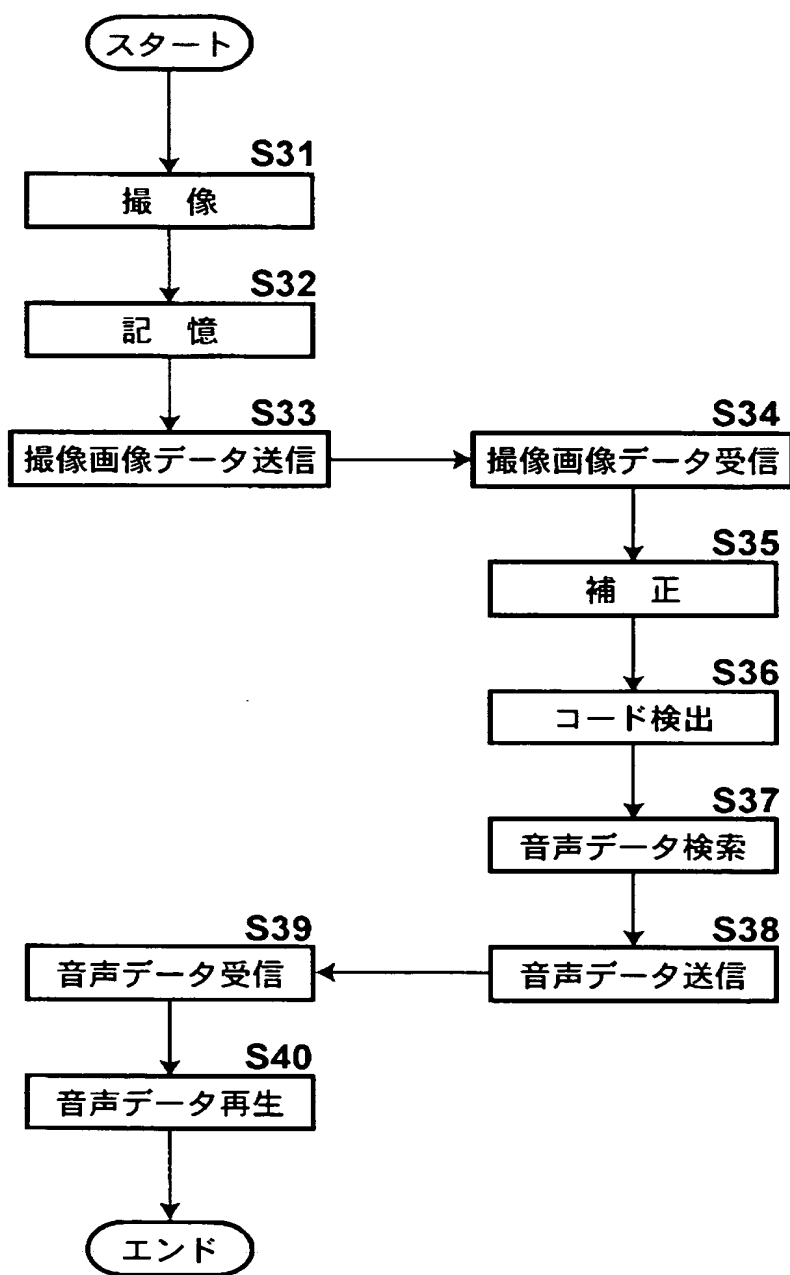 スタート
S31
撮 像
S32
記 憶
S33
撮像画像データ送信
S34
撮像画像データ受信
S35
補 正
S36
コード検出
S37
音声データ検索
S38
音声データ送信
S39
音声データ受信
S40
音声データ再生
エンド